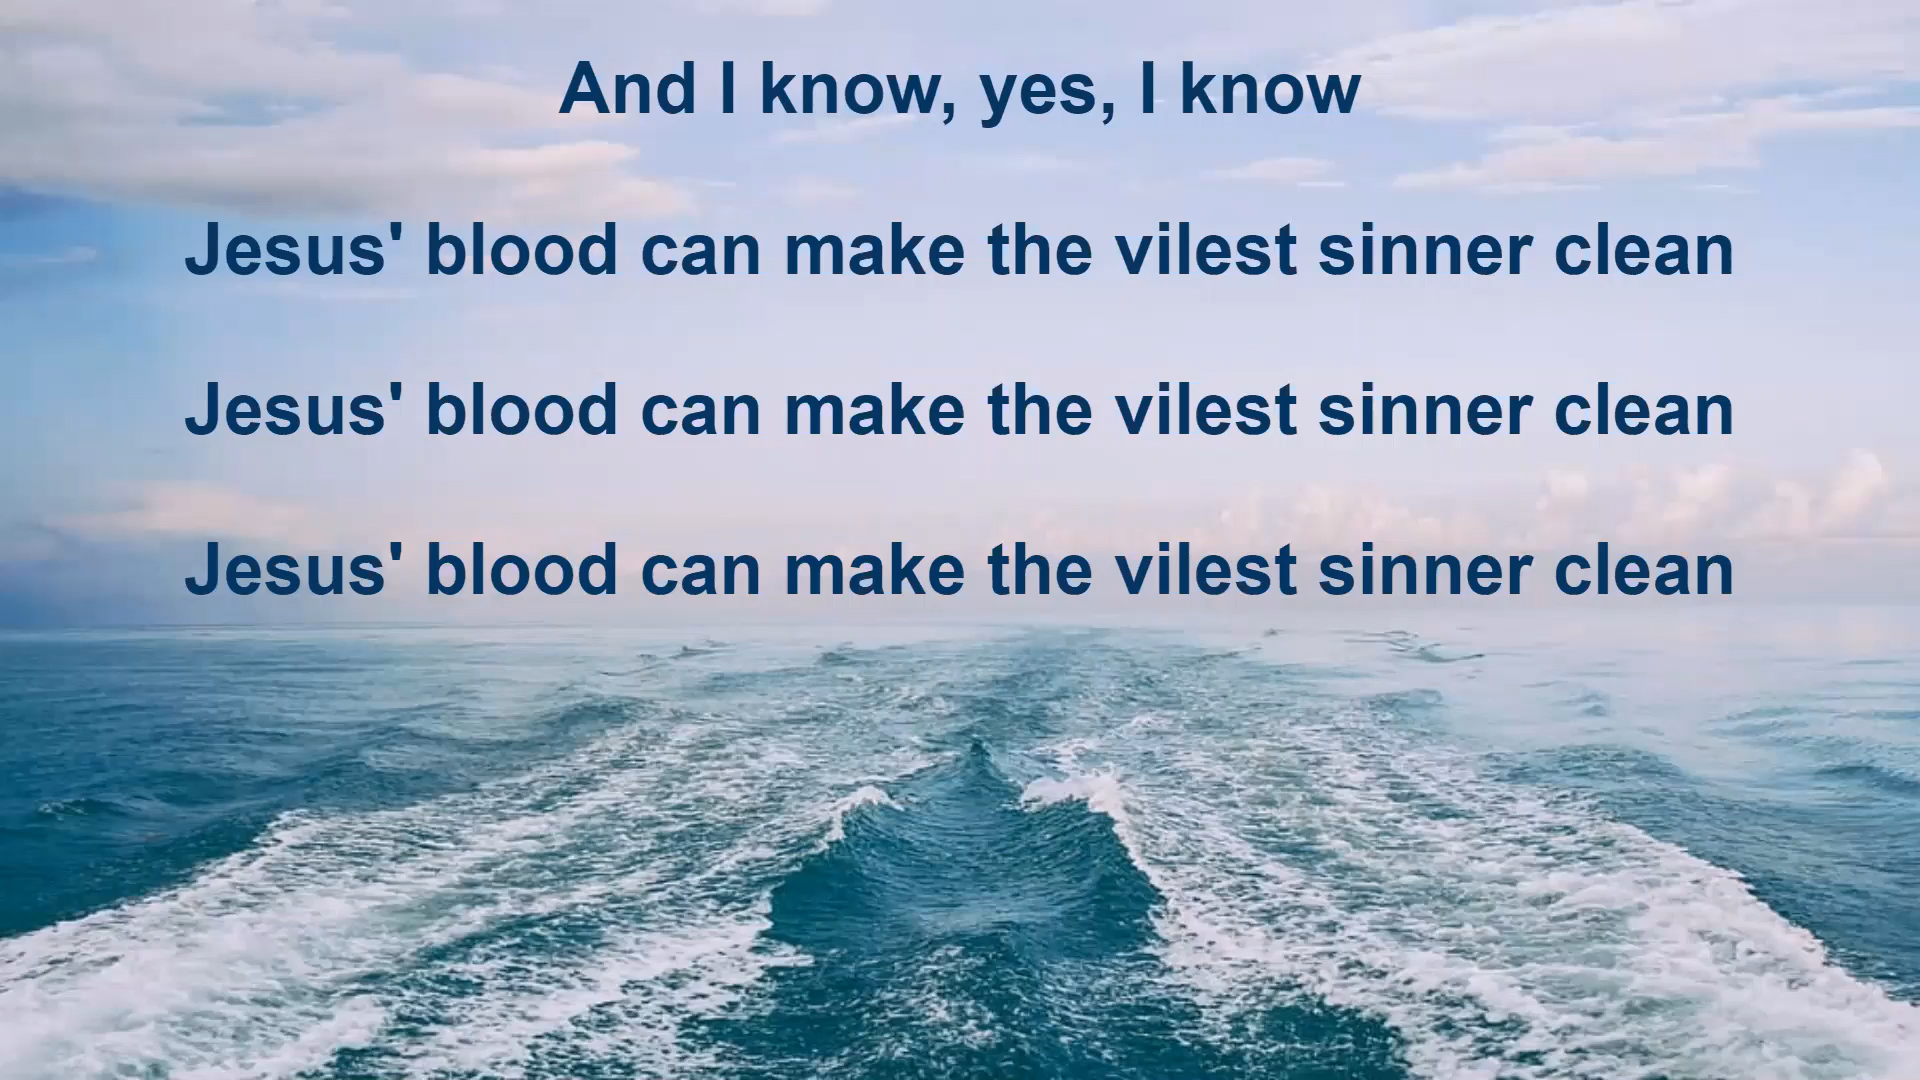 And I know, yes, I know
Jesus' blood can make the vilest sinner clean
Jesus' blood can make the vilest sinner clean
Jesus' blood can make the vilest sinner clean